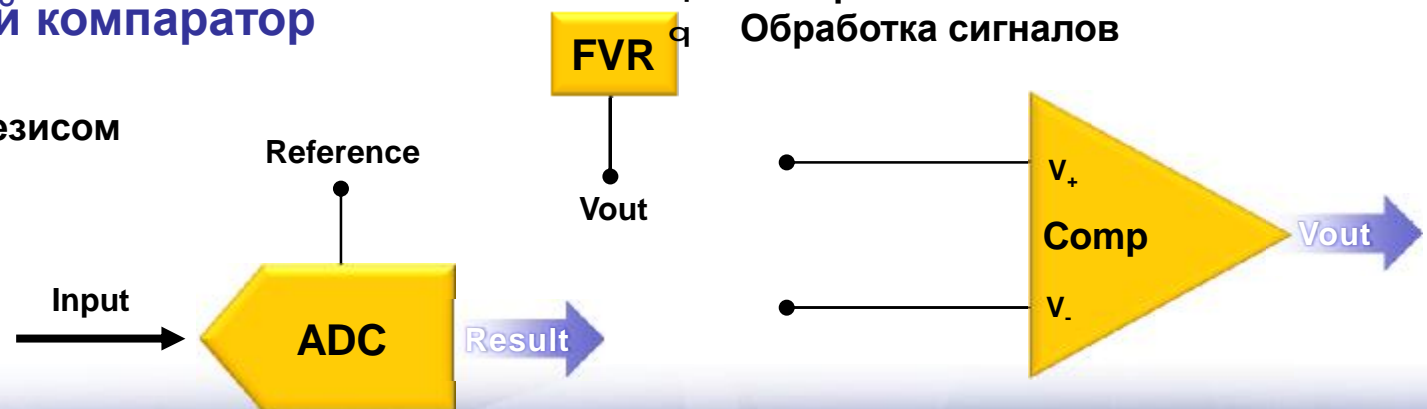 й компаратор
FVR
q Обработка сигналов
езисом
Reference
Vout
V+
Comp
V-
Vout
Input
ADC
Result